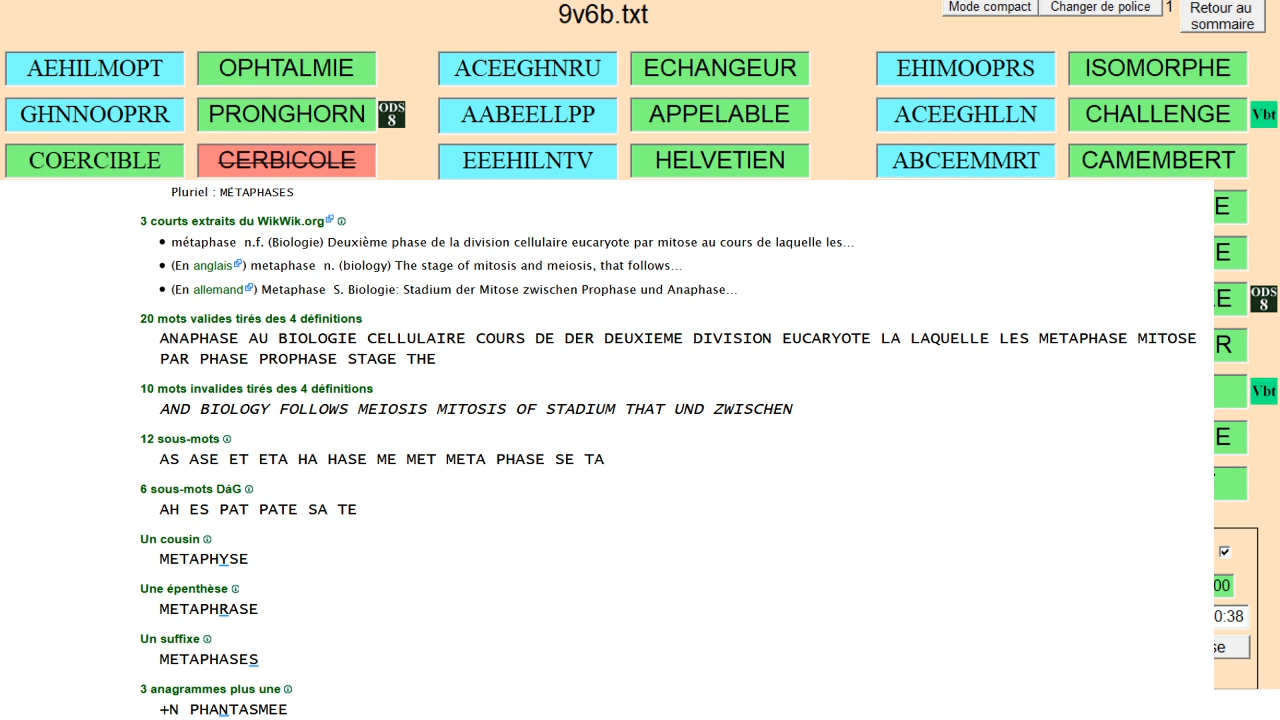 9v6b.txt
Mode compact Changer de police 1 Retour au sommaire
AEHILMOPT OPHTALMIE ACEEGHNRU ECHANGEUR EHIMOOPRS ISOMORPHE
GHNNOOPRR PRONGHORN ODS 8 AABEELLPP APPELABLE ACEEGHLLN CHALLENGE Vbt
COERCIBLE CERBICOLE EEEHILNTV HELVETIEN ABCEEMMRT CAMEMBERT
Pluriel : MÉTAPHASES
E
3 courts extraits du WikWik.org
• métaphase n.f. (Biologie) Deuxième phase de la division cellulaire eucaryote par mitose au cours de laquelle les…
E
• (En anglais) metaphase n. (biology) The stage of mitosis and meiosis, that follows…
• (En allemand) Metaphase S. Biologie: Stadium der Mitose zwischen Prophase und Anaphase…
E ODS 8
20 mots valides tirés des 4 définitions
ANAPHASE AU BIOLOGIE CELLULAIRE COURS DE DER DEUXIEME DIVISION EUCARYOTE LA LAQUELLE LES METAPHASE MITOSE
R
PAR PHASE PROPHASE STAGE THE
10 mots invalides tirés des 4 définitions
Vbt
AND BIOLOGY FOLLOWS MEIOSIS MITOSIS OF STADIUM THAT UND ZWISCHEN
12 sous-mots
E
AS ASE ET ETA HA HASE ME MET META PHASE SE TA
6 sous-mots DàG
AH ES PAT PATE SA TE
Un cousin
METAPHYSE
Une épenthèse
00
METAPHRASE
0:38
Un suffixe
se
METAPHASES
3 anagrammes plus une
+N PHANTASMEE